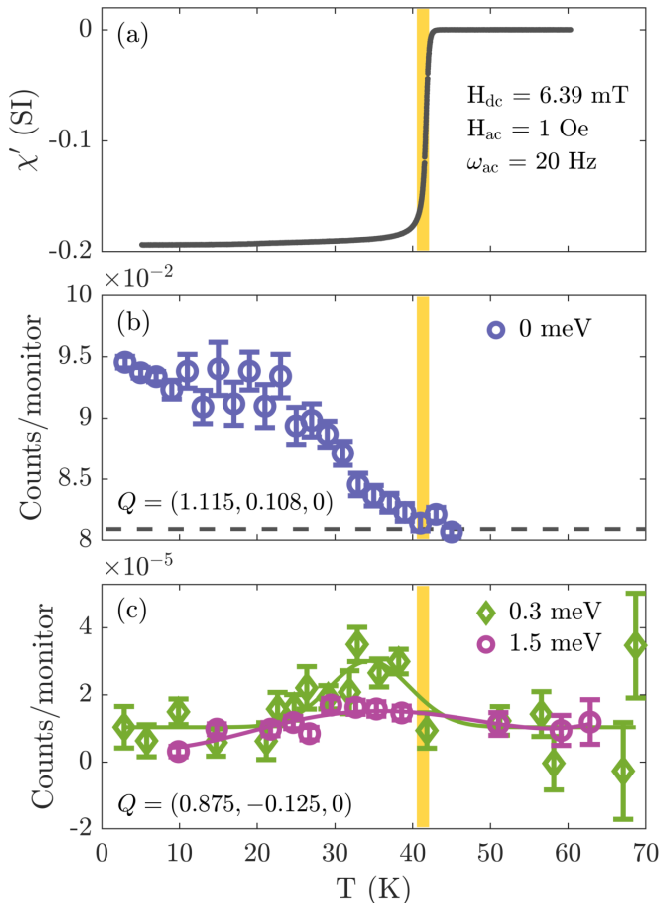 (a)
0
-0.1
-0.2
χ′ (SI)
H_dc = 6.39 mT
H_ac = 1 Oe
ω_ac = 20 Hz
×10⁻²
(b)
0 meV
10
9.5
9
8.5
8
Counts/monitor
Q = (1.115, 0.108, 0)
×10⁻⁵
(c)
0.3 meV
1.5 meV
4
2
0
-2
Counts/monitor
Q = (0.875, −0.125, 0)
0 10 20 30 40 50 60 70
T (K)